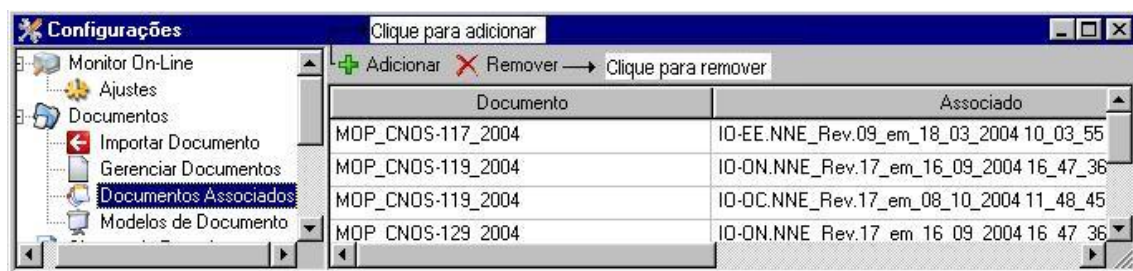 Configurações
Clique para adicionar
Monitor On-Line
Ajustes
Documentos
Importar Documento
Gerenciar Documentos
Documentos Associados
Modelos de Documento
Adicionar Remover Clique para remover
Documento Associado
MOP_CNOS-117_2004 IO-EE.NNE_Rev.09_em_18_03_2004 10_03_55
MOP_CNOS-119_2004 IO-ON.NNE_Rev.17_em_16_09_2004 16_47_36
MOP_CNOS-119_2004 IO-OC.NNE_Rev.17_em_08_10_2004 11_48_45
MOP_CNOS-129_2004 IO-ON.NNE_Rev.17_em_16_09_2004 16_47_36